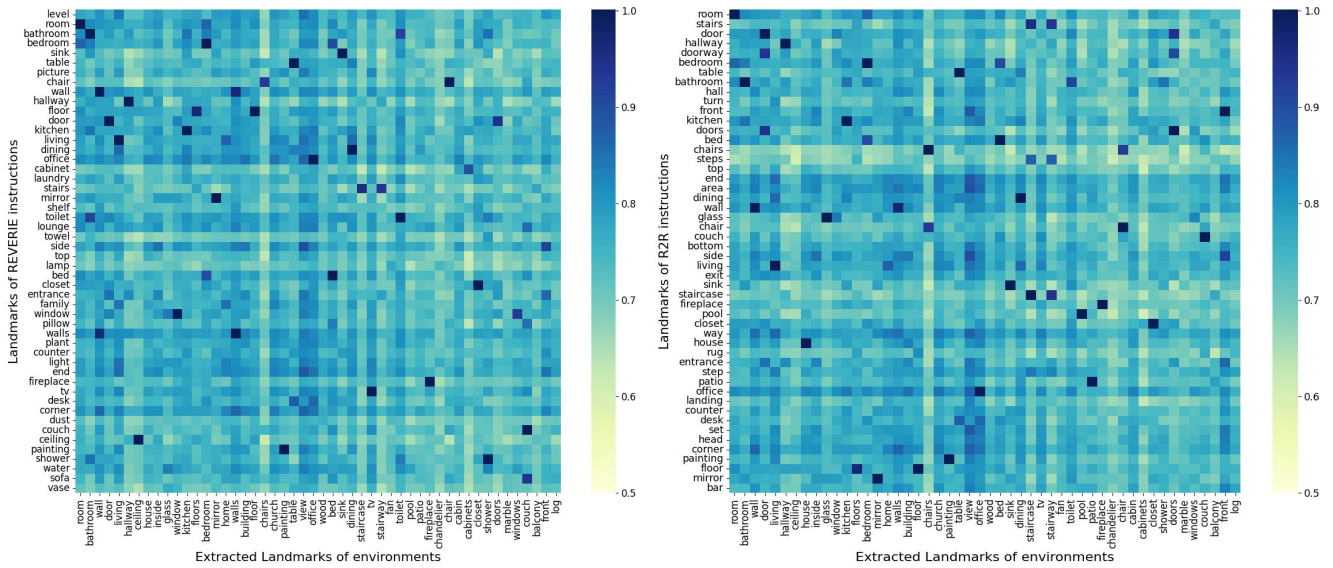 Landmarks of REVERIE instructions
level
room
bathroom
bedroom
sink
table
picture
chair
wall
hallway
floor
door
kitchen
living
dining
office
cabinet
laundry
stairs
mirror
shelf
toilet
lounge
towel
side
top
lamp
bed
closet
entrance
family
window
pillow
walls
plant
counter
light
end
fireplace
tv
desk
corner
dust
couch
ceiling
painting
shower
water
sofa
vase
room
bathroom
wall
door
living
hallway
ceiling
house
inside
glass
window
kitchen
floors
bedroom
mirror
home
walls
building
floor
chairs
church
painting
table
view
office
wood
bed
sink
dining
staircase
tv
stairway
fan
toilet
pool
patio
fireplace
chandelier
chair
cabin
cabinets
closet
shower
doors
marble
windows
couch
balcony
front
log
Extracted Landmarks of environments
1.0
0.9
0.8
0.7
0.6
0.5
Landmarks of R2R instructions
room
stairs
door
hallway
doorway
bedroom
table
bathroom
hall
turn
front
kitchen
doors
bed
chairs
steps
top
end
area
dining
wall
glass
chair
couch
bottom
side
living
exit
sink
staircase
fireplace
pool
closet
way
house
rug
entrance
step
patio
office
landing
counter
desk
set
head
corner
painting
floor
mirror
bar
room
bathroom
wall
door
living
hallway
ceiling
house
inside
glass
window
kitchen
floors
bedroom
mirror
home
walls
building
floor
chairs
church
painting
table
view
office
wood
bed
sink
dining
staircase
tv
stairway
fan
toilet
pool
patio
fireplace
chandelier
chair
cabin
cabinets
closet
shower
doors
marble
windows
couch
balcony
front
log
Extracted Landmarks of environments
1.0
0.9
0.8
0.7
0.6
0.5